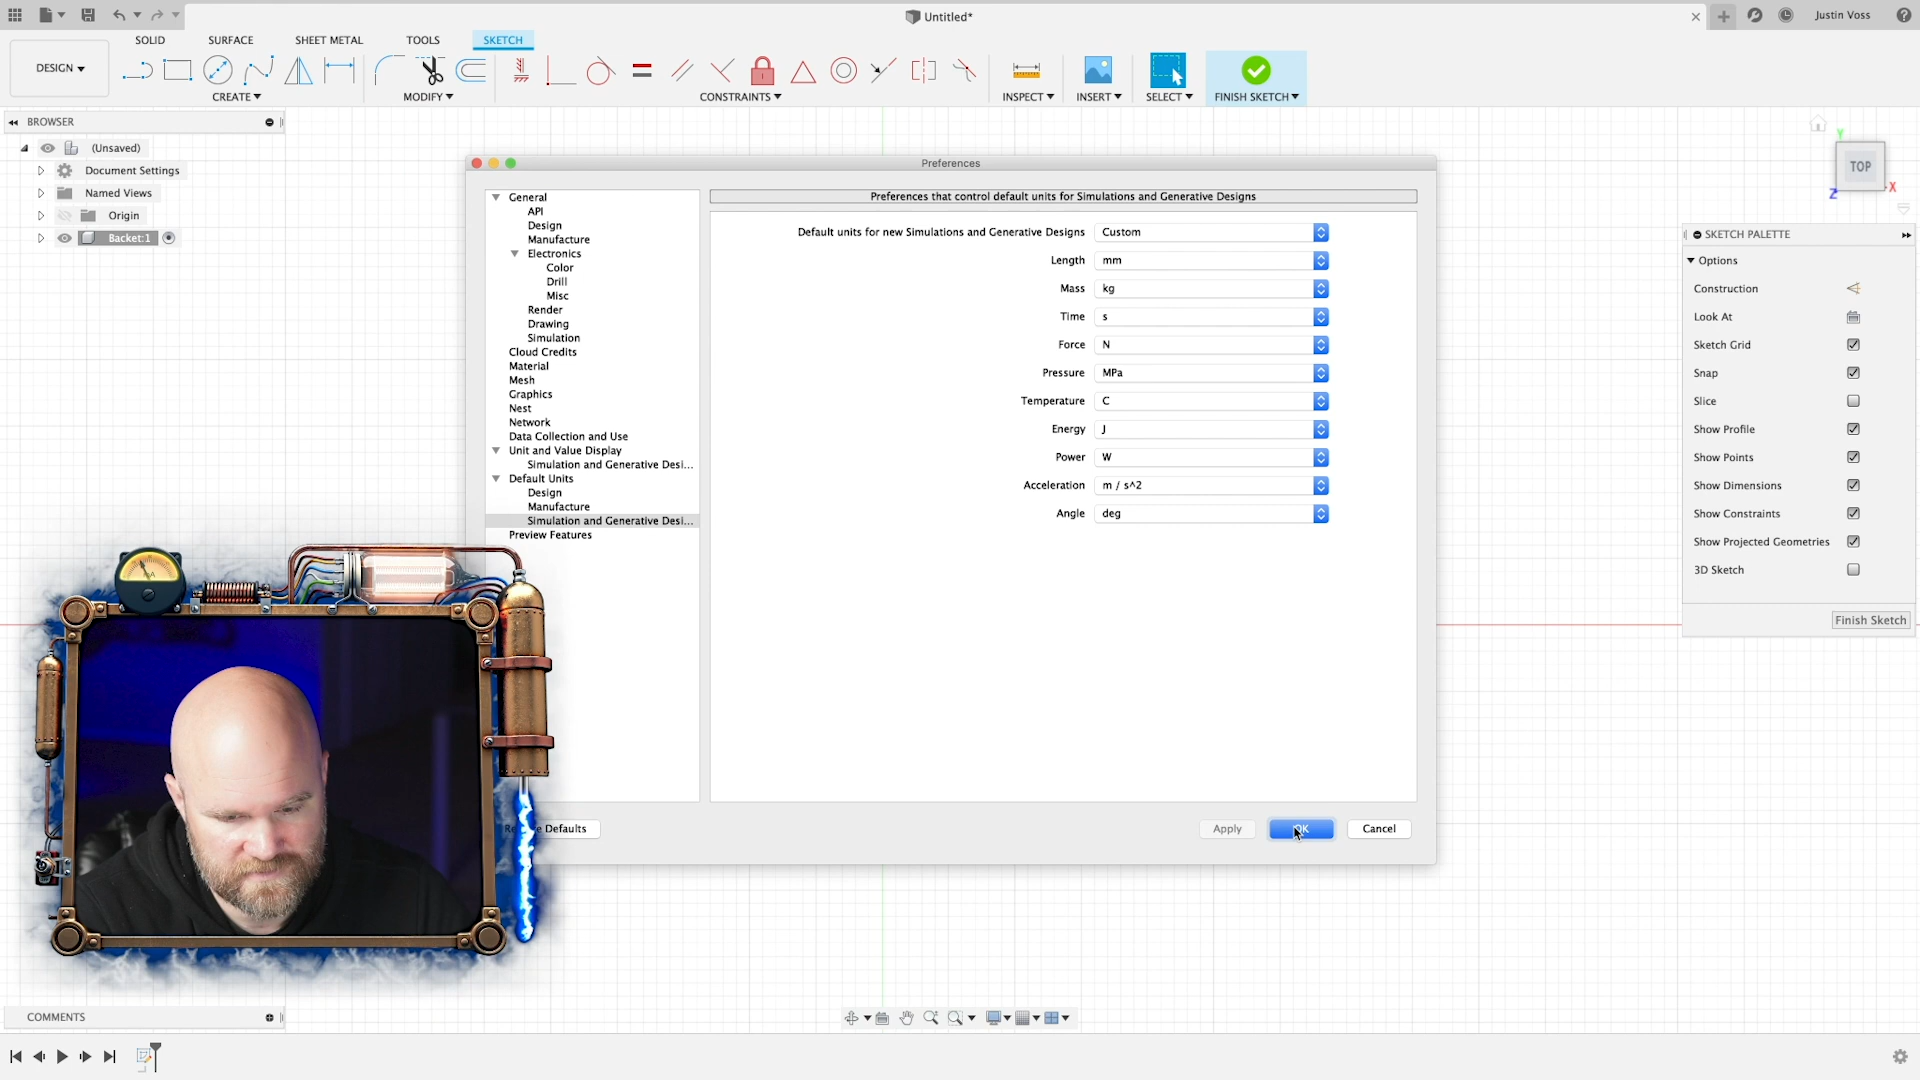 Untitled*
Justin Voss
SOLID
SURFACE
SHEET METAL
TOOLS
SKETCH
DESIGN
CREATE
MODIFY
CONSTRAINTS
INSPECT
INSERT
SELECT
FINISH SKETCH
BROWSER
(Unsaved)
Document Settings
Named Views
Origin
Backet:1
TOP
Y
X
Z
Preferences
General
API
Design
Manufacture
Electronics
Color
Drill
Misc
Render
Drawing
Simulation
Cloud Credits
Material
Mesh
Graphics
Nest
Network
Data Collection and Use
Unit and Value Display
Simulation and Generative Desi...
Default Units
Design
Manufacture
Simulation and Generative Desi...
Preview Features
Preferences that control default units for Simulations and Generative Designs
Default units for new Simulations and Generative Designs Custom
Length mm
Mass kg
Time s
Force N
Pressure MPa
Temperature C
Energy J
Power W
Acceleration m / s^2
Angle deg
Defaults
Apply
OK
Cancel
SKETCH PALETTE
Options
Construction
Look At
Sketch Grid
Snap
Slice
Show Profile
Show Points
Show Dimensions
Show Constraints
Show Projected Geometries
3D Sketch
Finish Sketch
COMMENTS